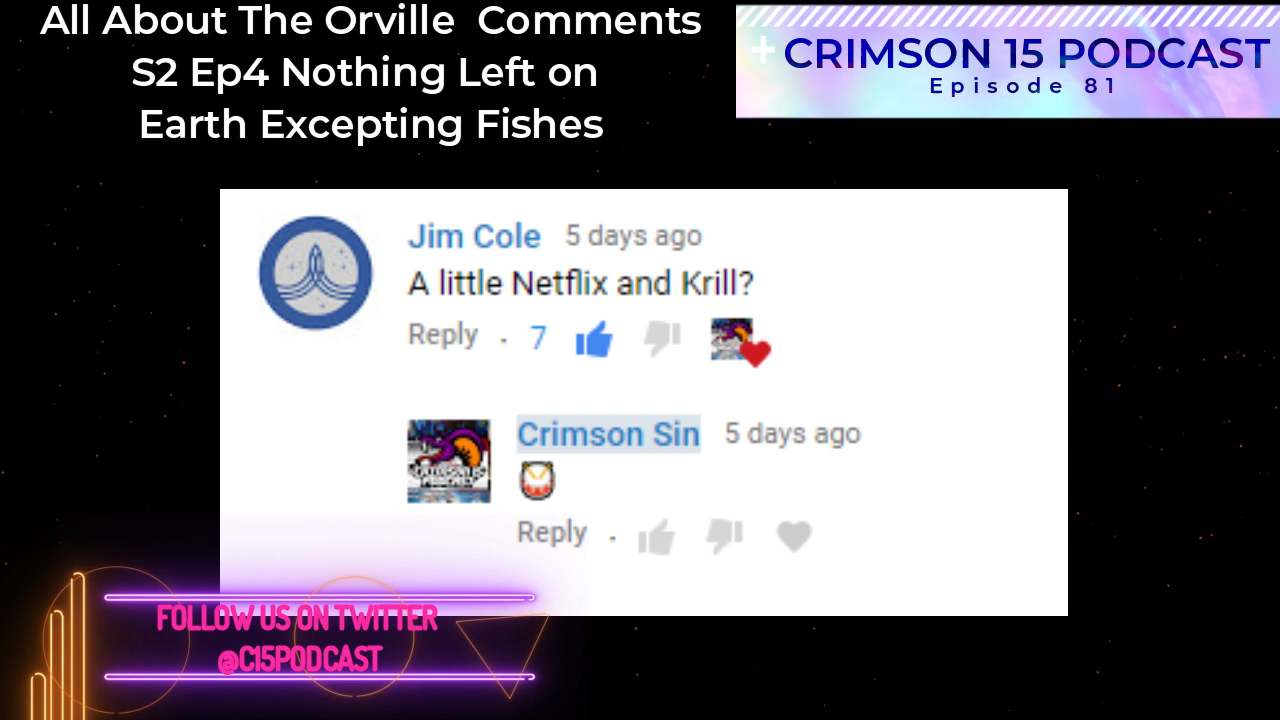 All About The Orville Comments
S2 Ep4 Nothing Left on
Earth Excepting Fishes
CRIMSON 15 PODCAST
Episode 81
Jim Cole 5 days ago
A little Netflix and Krill?
Reply . 7
Crimson Sin 5 days ago
Reply .
FOLLOW US ON TWITTER
@C15PODCAST